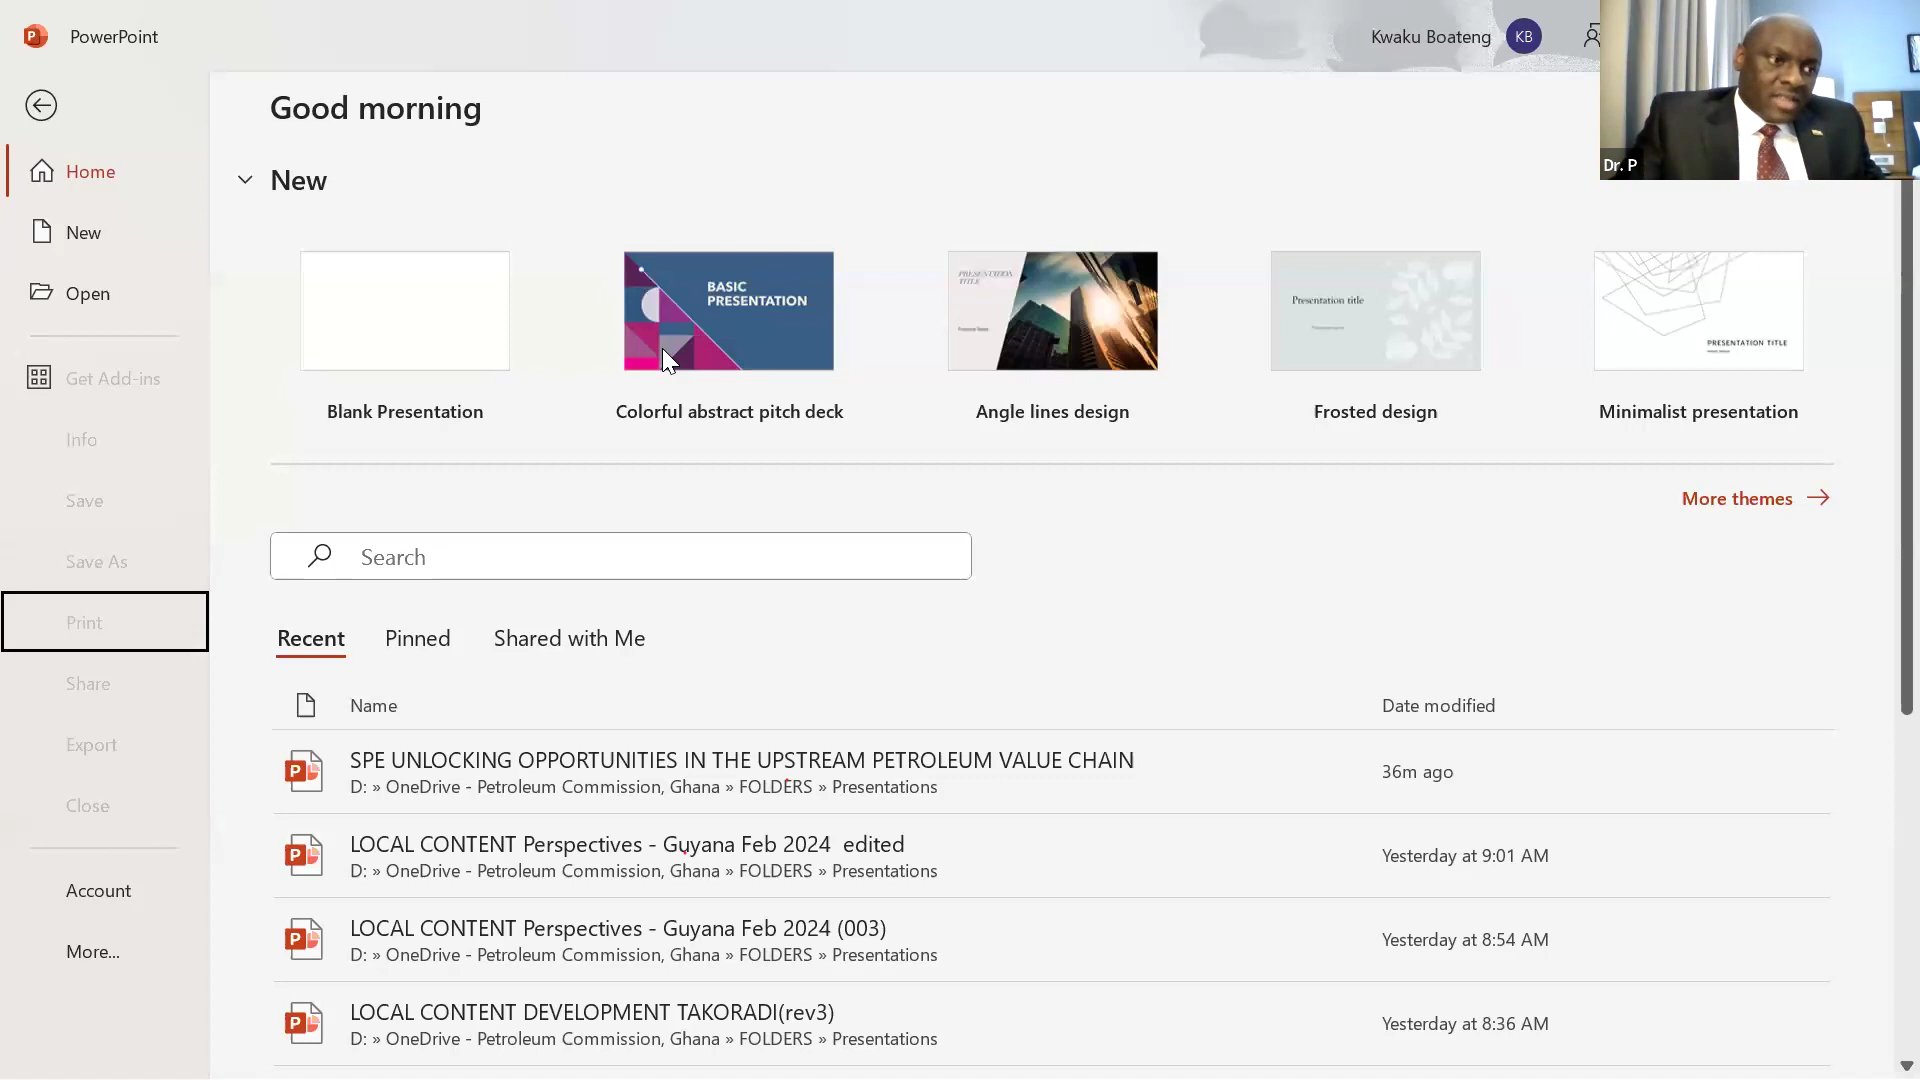 PowerPoint
Kwaku Boateng
KB
Dr. P
Good morning
Home
New
New
Open
BASIC
PRESENTATION
PRESENTATION
TITLE
Presentation title
PRESENTATION TITLE
Blank Presentation
Colorful abstract pitch deck
Angle lines design
Frosted design
Minimalist presentation
Get Add-ins
Info
Save
Save As
Print
Share
Export
Close
Account
More...
More themes
Search
Recent
Pinned
Shared with Me
Name
Date modified
SPE UNLOCKING OPPORTUNITIES IN THE UPSTREAM PETROLEUM VALUE CHAIN
D: » OneDrive - Petroleum Commission, Ghana » FOLDERS » Presentations
36m ago
LOCAL CONTENT Perspectives - Guyana Feb 2024  edited
D: » OneDrive - Petroleum Commission, Ghana » FOLDERS » Presentations
Yesterday at 9:01 AM
LOCAL CONTENT Perspectives - Guyana Feb 2024 (003)
D: » OneDrive - Petroleum Commission, Ghana » FOLDERS » Presentations
Yesterday at 8:54 AM
LOCAL CONTENT DEVELOPMENT TAKORADI(rev3)
D: » OneDrive - Petroleum Commission, Ghana » FOLDERS » Presentations
Yesterday at 8:36 AM